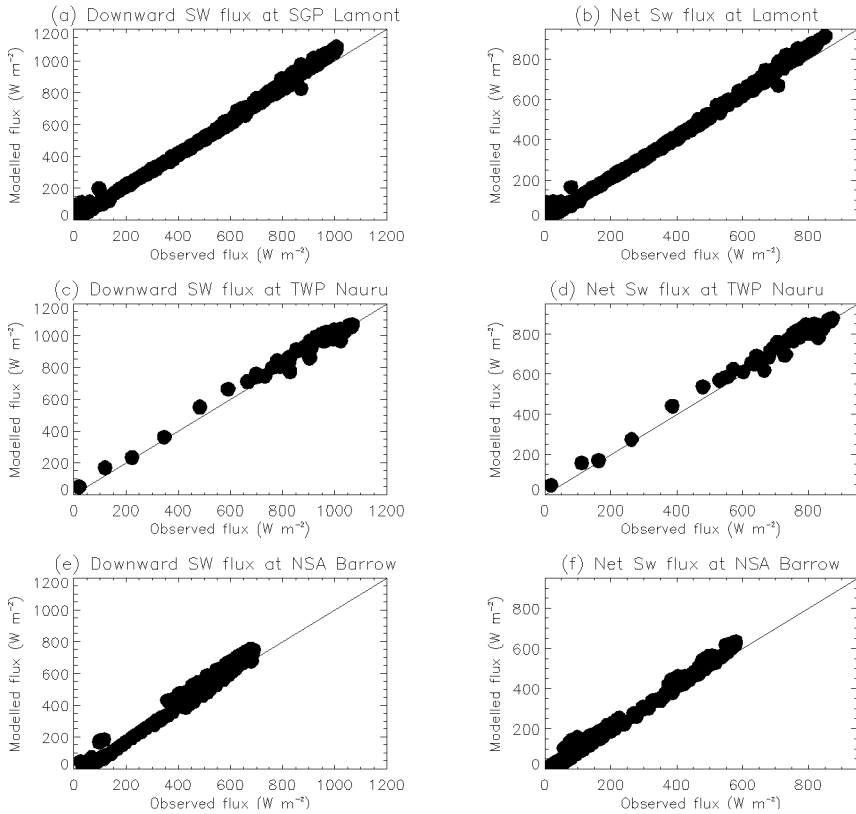 (a) Downward SW flux at SGP Lamont
Modelled flux (W m⁻²)
1200
1000
800
600
400
200
0
0 200 400 600 800 1000 1200
Observed flux (W m⁻²)
(b) Net Sw flux at Lamont
Modelled flux (W m⁻²)
800
600
400
200
0
0 200 400 600 800
Observed flux (W m⁻²)
(c) Downward SW flux at TWP Nauru
Modelled flux (W m⁻²)
1200
1000
800
600
400
200
0
0 200 400 600 800 1000 1200
Observed flux (W m⁻²)
(d) Net Sw flux at TWP Nauru
Modelled flux (W m⁻²)
800
600
400
200
0
0 200 400 600 800
Observed flux (W m⁻²)
(e) Downward SW flux at NSA Barrow
Modelled flux (W m⁻²)
1200
1000
800
600
400
200
0
0 200 400 600 800 1000 1200
Observed flux (W m⁻²)
(f) Net Sw flux at NSA Barrow
Modelled flux (W m⁻²)
800
600
400
200
0
0 200 400 600 800
Observed flux (W m⁻²)